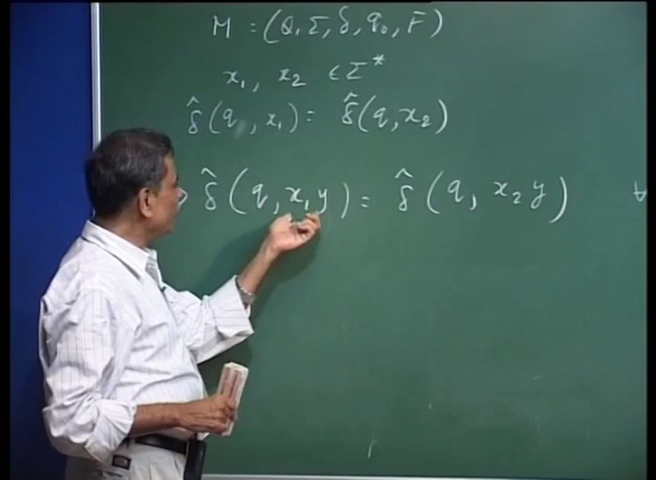 M = (Q, Σ, δ, q₀, F)
x₁, x₂ ∈ Σ*
δ̂(q, x₁) = δ̂(q, x₂)
δ̂(q, x₁y) = δ̂(q, x₂y) ∀